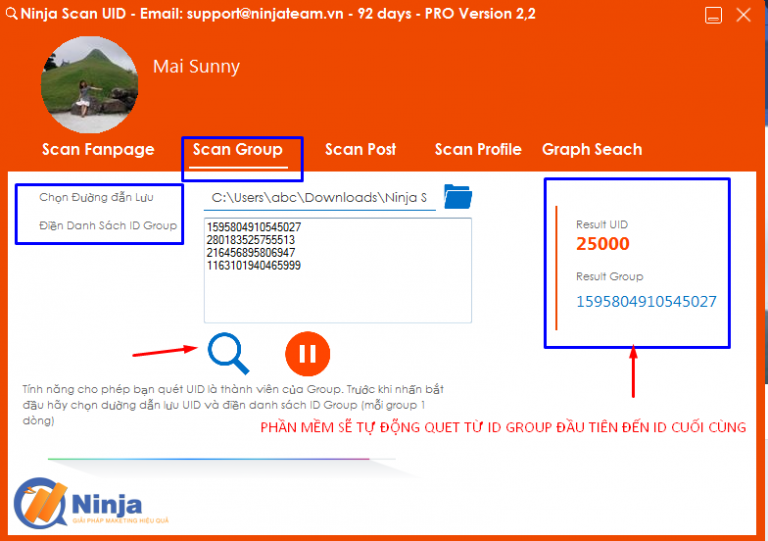 Ninja Scan UID - Email: support@ninjateam.vn - 92 days - PRO Version 2,2
Mai Sunny
Scan Fanpage Scan Group Scan Post Scan Profile Graph Seach
Chọn Đường đẫn Lưu
C:\Users\abc\Downloads\Ninja S
Điền Danh Sách ID Group
1595804910545027
280183525755513
216456895806947
1163101940465999
Result UID
25000
Result Group
1595804910545027
Tính năng cho phép bạn quét UID là thành viên của Group. Trước khi nhấn bắt
đầu hãy chọn dường dẫn lưu UID và điền danh sách ID Group (mỗi group 1
dòng)
PHẦN MỀM SẼ TỰ ĐỘNG QUET TỪ ID GROUP ĐẦU TIÊN ĐẾN ID CUỐI CÙNG
Ninja
GIẢI PHÁP MAKETING HIỆU QUẢ